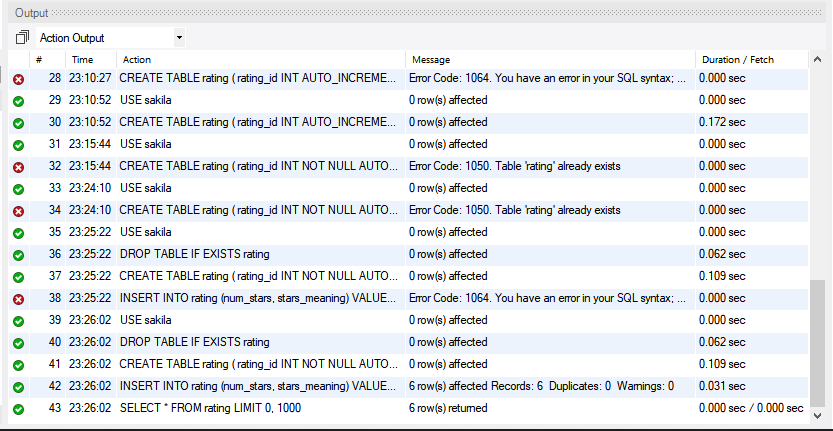 Output
Action Output
# Time Action Message Duration / Fetch
28 23:10:27 CREATE TABLE rating ( rating_id INT AUTO_INCREME... Error Code: 1064. You have an error in your SQL syntax; ... 0.000 sec
29 23:10:52 USE sakila 0 row(s) affected 0.000 sec
30 23:10:52 CREATE TABLE rating ( rating_id INT AUTO_INCREME... 0 row(s) affected 0.172 sec
31 23:15:44 USE sakila 0 row(s) affected 0.000 sec
32 23:15:44 CREATE TABLE rating ( rating_id INT NOT NULL AUTO... Error Code: 1050. Table 'rating' already exists 0.000 sec
33 23:24:10 USE sakila 0 row(s) affected 0.000 sec
34 23:24:10 CREATE TABLE rating ( rating_id INT NOT NULL AUTO... Error Code: 1050. Table 'rating' already exists 0.000 sec
35 23:25:22 USE sakila 0 row(s) affected 0.000 sec
36 23:25:22 DROP TABLE IF EXISTS rating 0 row(s) affected 0.062 sec
37 23:25:22 CREATE TABLE rating ( rating_id INT NOT NULL AUTO... 0 row(s) affected 0.109 sec
38 23:25:22 INSERT INTO rating (num_stars, stars_meaning) VALUE... Error Code: 1064. You have an error in your SQL syntax; ... 0.000 sec
39 23:26:02 USE sakila 0 row(s) affected 0.000 sec
40 23:26:02 DROP TABLE IF EXISTS rating 0 row(s) affected 0.062 sec
41 23:26:02 CREATE TABLE rating ( rating_id INT NOT NULL AUTO... 0 row(s) affected 0.109 sec
42 23:26:02 INSERT INTO rating (num_stars, stars_meaning) VALUE... 6 row(s) affected Records: 6 Duplicates: 0 Warnings: 0 0.031 sec
43 23:26:02 SELECT * FROM rating LIMIT 0, 1000 6 row(s) returned 0.000 sec / 0.000 sec